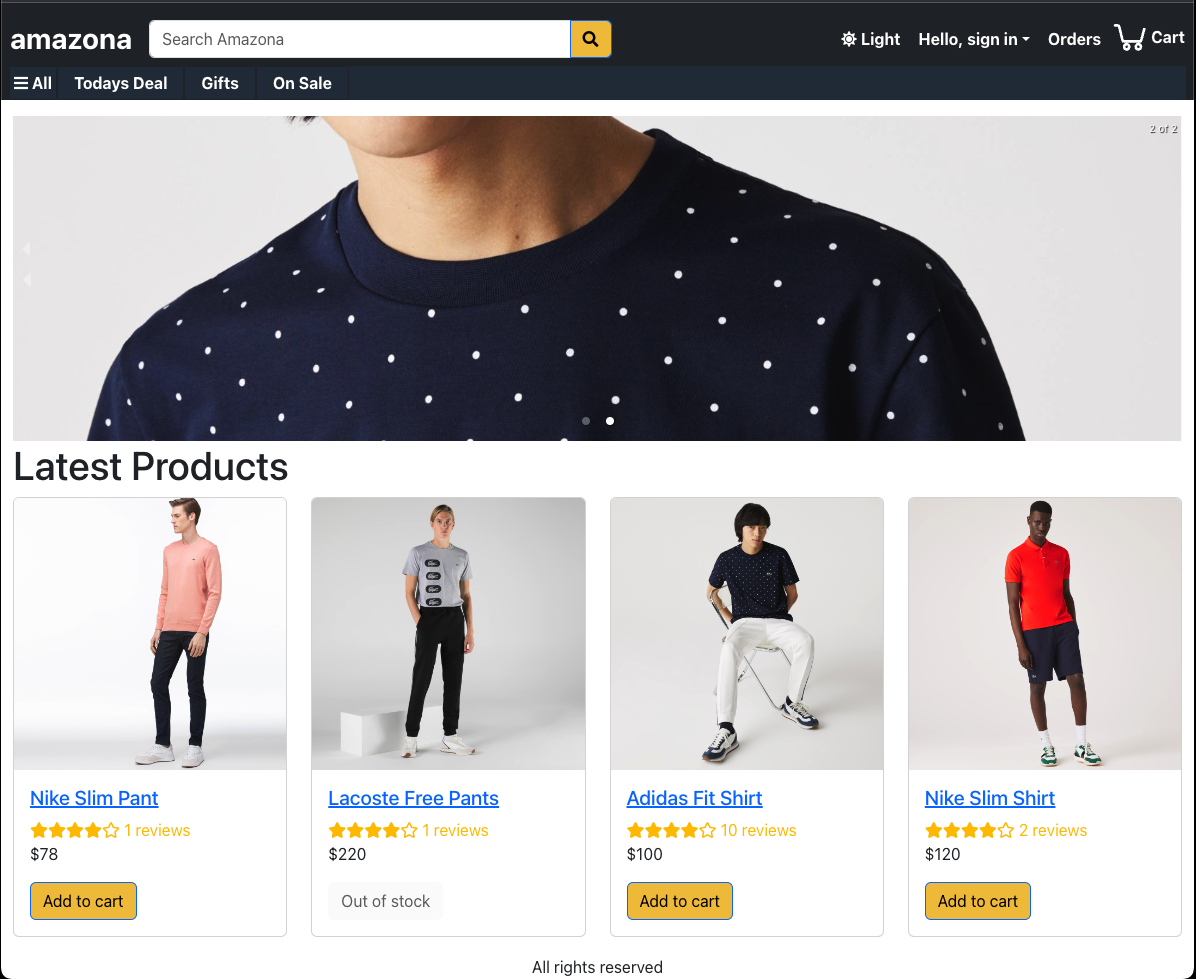 amazona
Search Amazona
Light
Hello, sign in
Orders
Cart
All
Todays Deal
Gifts
On Sale
2 of 2
Latest Products
Nike Slim Pant
1 reviews
$78
Add to cart
Lacoste Free Pants
1 reviews
$220
Out of stock
Adidas Fit Shirt
10 reviews
$100
Add to cart
Nike Slim Shirt
2 reviews
$120
Add to cart
All rights reserved